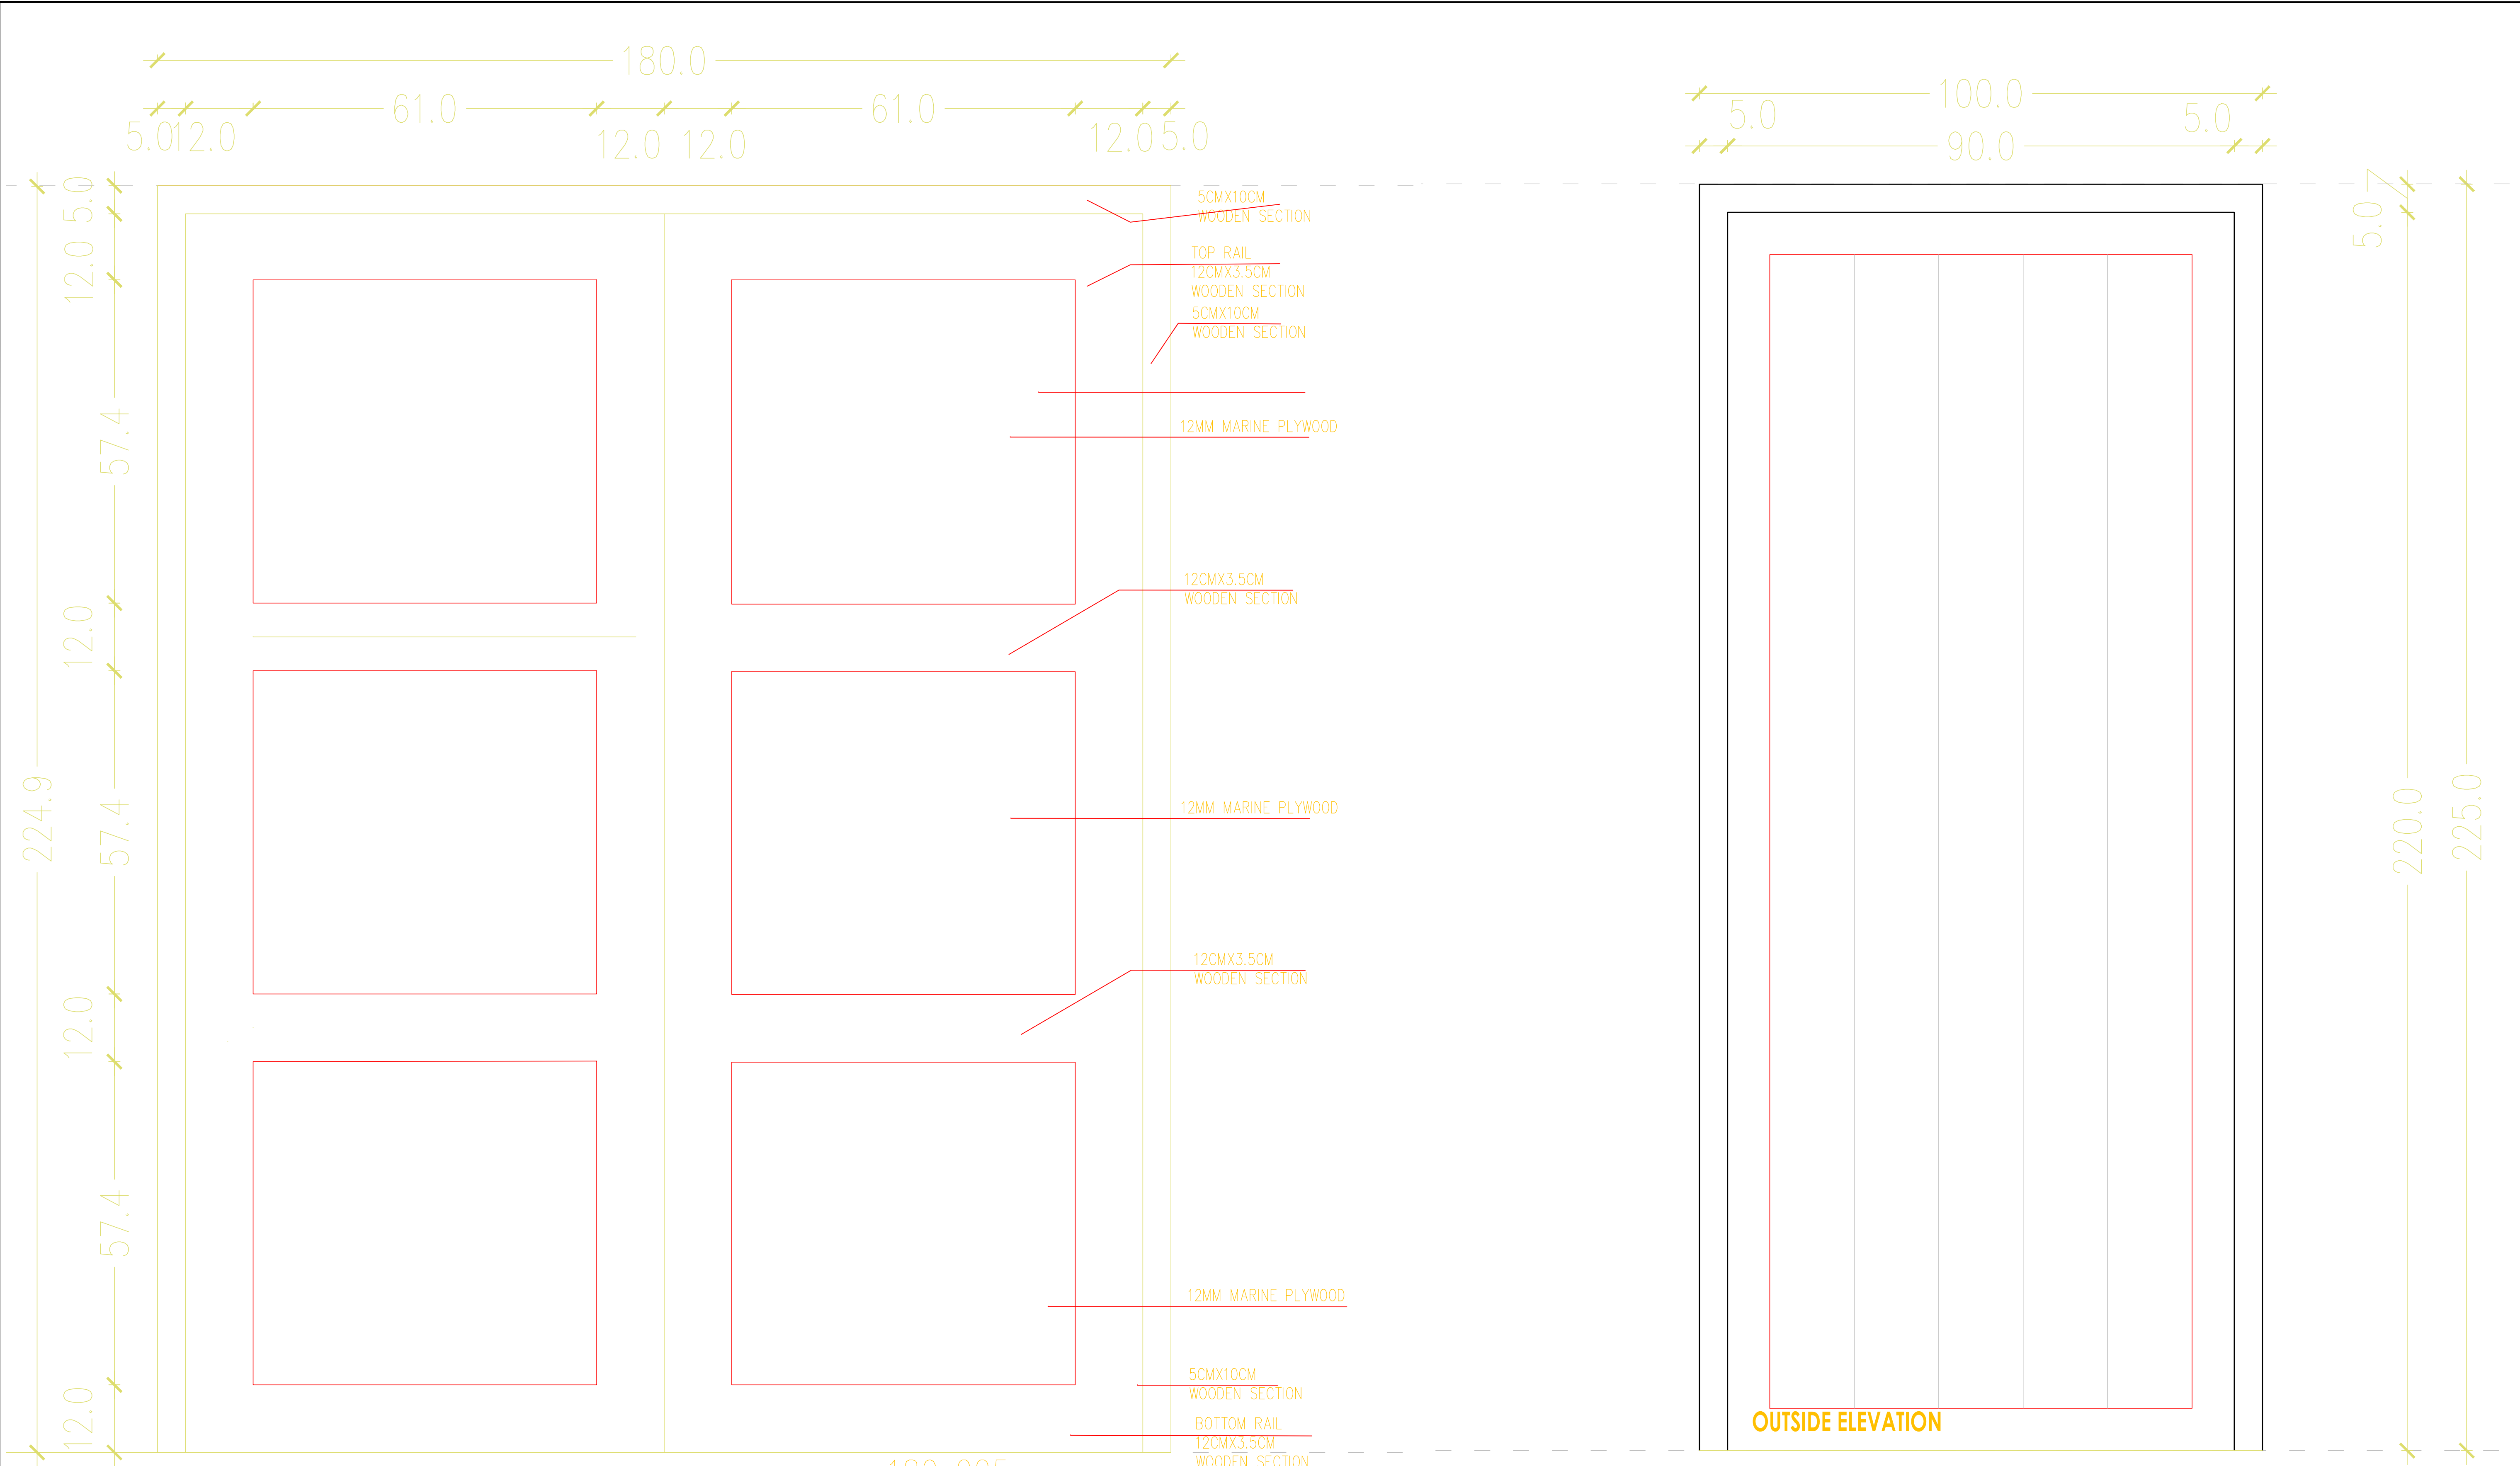 180.0
61.0
61.0
5.0
12.0
12.0
12.0
12.0
5.0
100.0
5.0
5.0
90.0
5.0
12.0
57.4
12.0
224.9
57.4
12.0
57.4
12.0
5CMX10CM
WOODEN SECTION
TOP RAIL
12CMX3.5CM
WOODEN SECTION
5CMX10CM
WOODEN SECTION
12MM MARINE PLYWOOD
12CMX3.5CM
WOODEN SECTION
12MM MARINE PLYWOOD
12CMX3.5CM
WOODEN SECTION
12MM MARINE PLYWOOD
5CMX10CM
WOODEN SECTION
BOTTOM RAIL
12CMX3.5CM
WOODEN SECTION
5.0
220.0
225.0
OUTSIDE ELEVATION